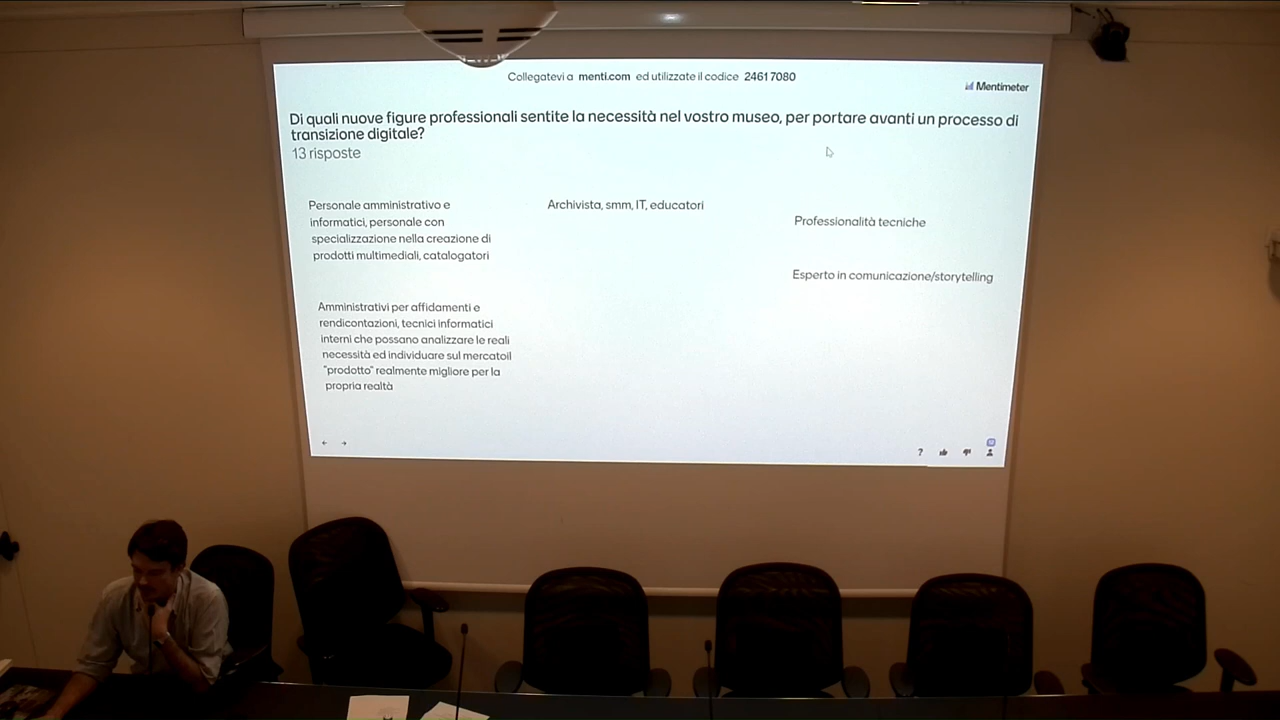 Collegatevi a menti.com ed utilizzate il codice 2461 7080
Mentimeter
Di quali nuove figure professionali sentite la necessità nel vostro museo, per portare avanti un processo di
transizione digitale?
13 risposte
Personale amministrativo e
informatici, personale con
specializzazione nella creazione di
prodotti multimediali, catalogatori
Amministrativi per affidamenti e
rendicontazioni, tecnici informatici
interni che possano analizzare le reali
necessità ed individuare sul mercatoil
"prodotto" realmente migliore per la
propria realtà
Archivista, smm, IT, educatori
Professionalità tecniche
Esperto in comunicazione/storytelling
?